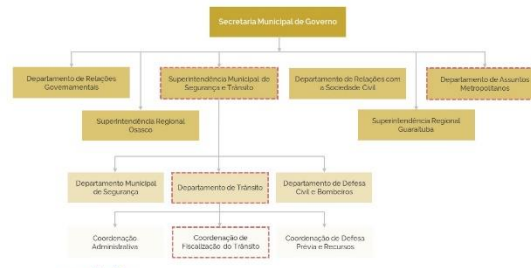 Secretaria Municipal de Governo
Departamento de Relações
Governamentais
Superintendência Municipal de
Segurança e Trânsito
Departamento de Relações com
a Sociedade Civil
Departamento de Assuntos
Metropolitanos
Superintendência Regional
Osasco
Superintendência Regional
Guaraituba
Departamento Municipal
de Segurança
Departamento de Trânsito
Departamento de Defesa
Civil e Bombeiros
Coordenação
Administrativa
Coordenação de
Fiscalização do Trânsito
Coordenação de Defesa
Prévia e Recursos